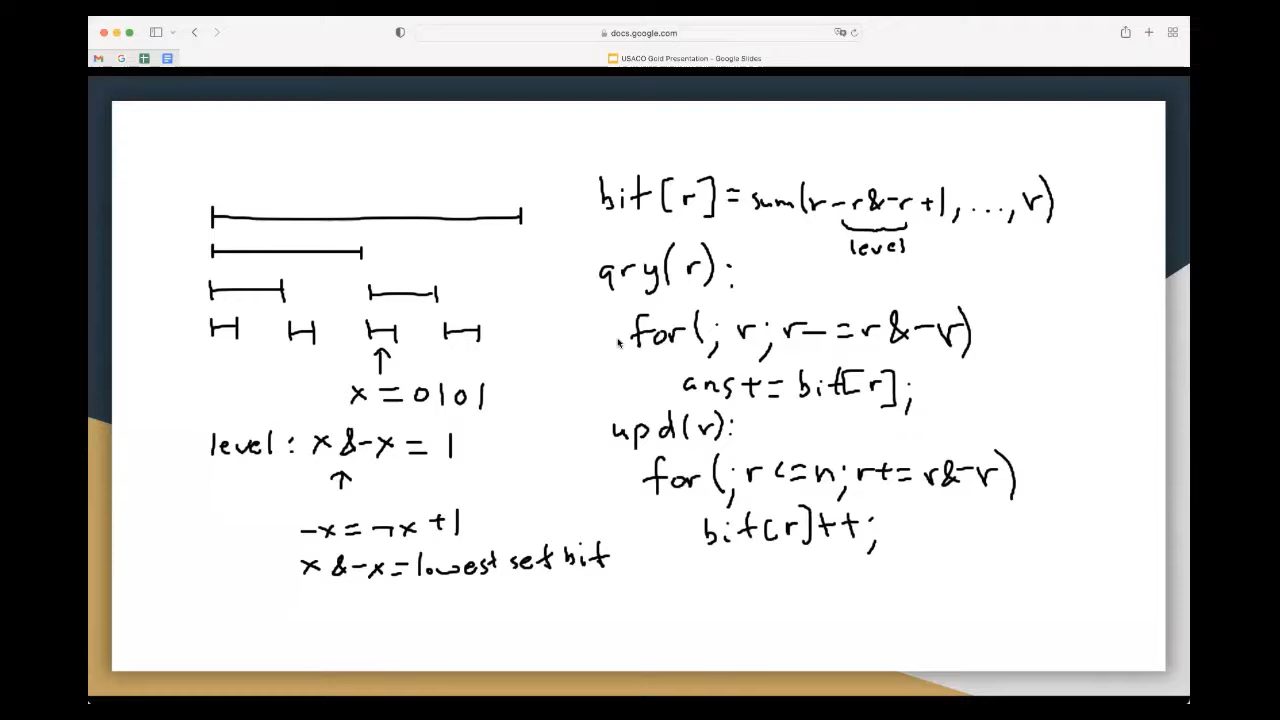 docs.google.com
USACO Gold Presentation - Google Slides
x = 0101
level: x&-x = 1
-x = ¬x +1
x &-x = lowest set bit
bit[r] = sum(r-r&-r+1, ..., r)
level
qry(r):
for(; r; r-=r&-r)
ans+= bit[r];
upd(r):
for(; r<=n; r+= r&-r)
bit[r]++;